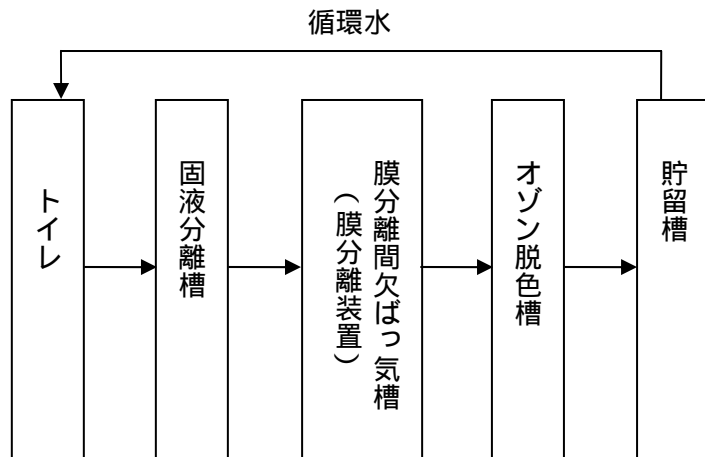 循環水
トイレ
固液分離槽
膜分離間欠ばっ気槽
（膜分離装置）
オゾン脱色槽
貯留槽